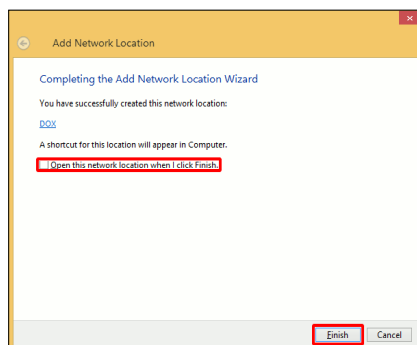 Add Network Location
Completing the Add Network Location Wizard
You have successfully created this network location:
DOX
A shortcut for this location will appear in Computer.
Open this network location when I click Finish.
Finish Cancel